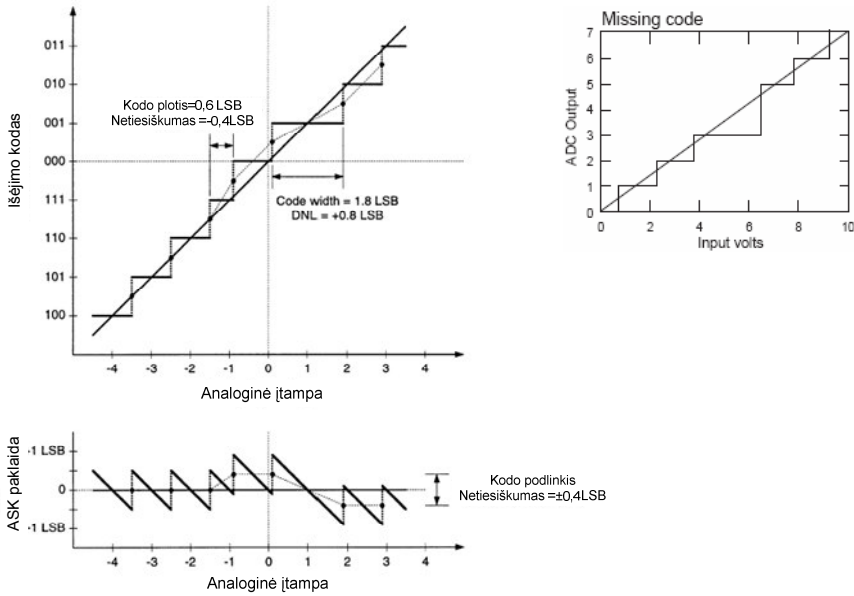 Išėjimo kodas
011
010
001
000
111
110
101
100
Kodo plotis=0,6 LSB
Netiesiškumas =-0,4LSB
Code width = 1.8 LSB
DNL = +0.8 LSB
-4 -3 -2 -1 0 1 2 3 4
Analoginė įtampa
Missing code
ADC Output
7
6
5
4
3
2
1
0
0 2 4 6 8 10
Input volts
ASK paklaida
-1 LSB
0
-1 LSB
Kodo podlinkis
Netiesiškumas =±0,4LSB
-4 -3 -2 -1 0 1 2 3 4
Analoginė įtampa